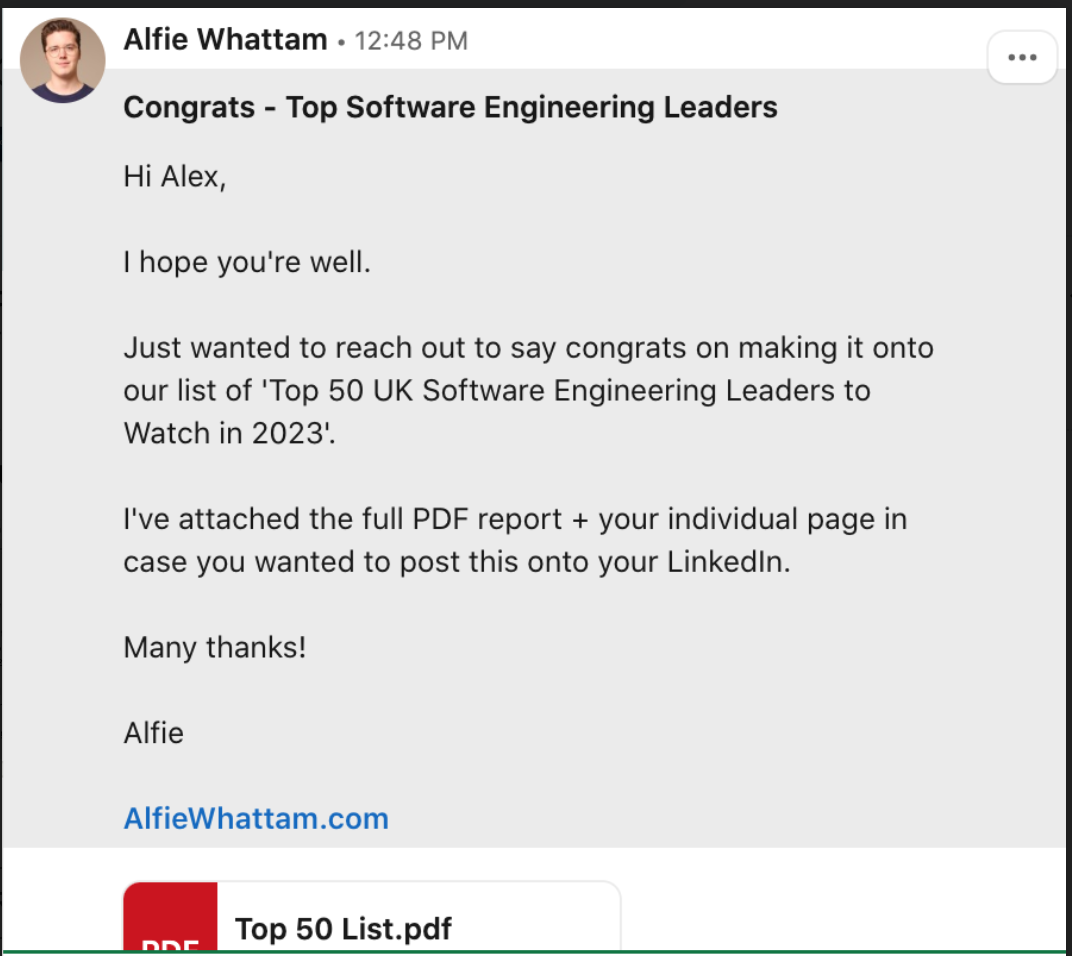 Alfie Whattam • 12:48 PM
Congrats - Top Software Engineering Leaders
Hi Alex,
I hope you're well.
Just wanted to reach out to say congrats on making it onto
our list of 'Top 50 UK Software Engineering Leaders to
Watch in 2023'.
I've attached the full PDF report + your individual page in
case you wanted to post this onto your LinkedIn.
Many thanks!
Alfie
AlfieWhattam.com
Top 50 List.pdf
PDF